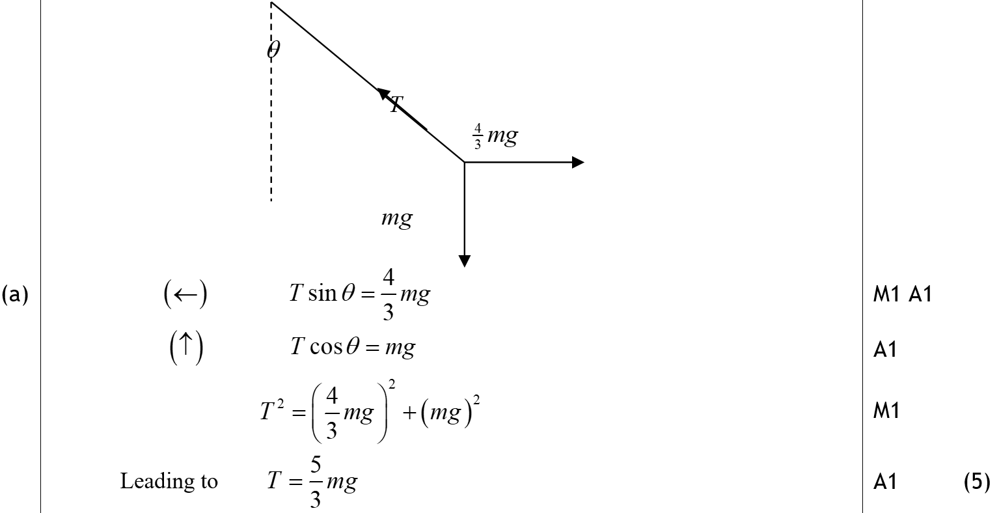 θ
T
4/3 mg
mg
(a) (←) T sin θ = 4/3 mg M1 A1
(↑) T cos θ = mg A1
T² = (4/3 mg)² + (mg)² M1
Leading to T = 5/3 mg A1 (5)